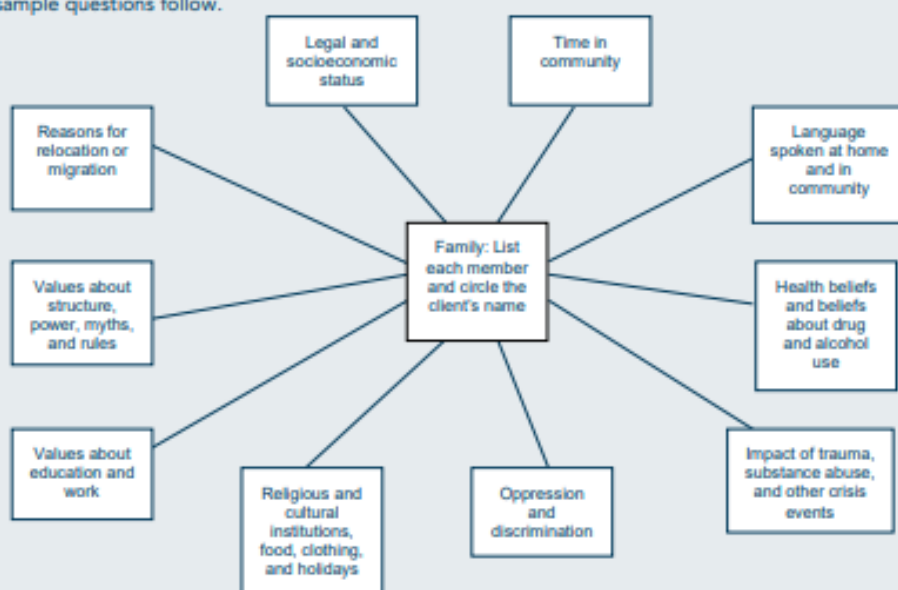 sample questions follow.
Legal and
socioeconomic
status
Time in
community
Reasons for
relocation or
migration
Language
spoken at home
and in
community
Family: List
each member
and circle the
client's name
Values about
structure,
power, myths,
and rules
Health beliefs
and beliefs
about drug
and alcohol
use
Values about
education and
work
Religious and
cultural
institutions,
food, clothing,
and holidays
Oppression
and
discrimination
Impact of trauma,
substance abuse,
and other crisis
events